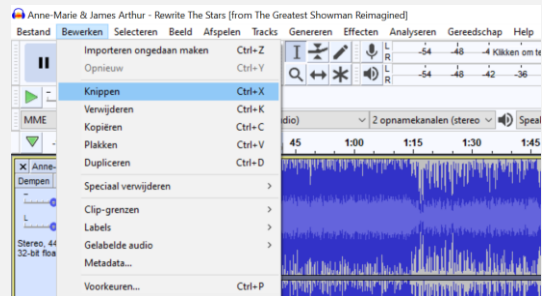 Anne-Marie & James Arthur - Rewrite The Stars [from The Greatest Showman Reimagined]
Bestand Bewerken Selecteren Beeld Afspelen Tracks Genereren Effecten Analyseren Gereedschap Help
Importeren ongedaan maken Ctrl+Z
Opnieuw Ctrl+Y
Knippen Ctrl+X
Verwijderen Ctrl+K
Kopiëren Ctrl+C
Plakken Ctrl+V
Dupliceren Ctrl+D
Speciaal verwijderen >
Clip-grenzen >
Labels >
Gelabelde audio >
Metadata...
Voorkeuren... Ctrl+P
L -54 -48 -4 Klikken om te
R
L -54 -48 -42 -36
R
MME dio) 2 opnamekanalen (stereo Speal
45 1:00 1:15 1:30 1:45
X Anne-
Dempen
L
Stereo, 44
32-bit floa